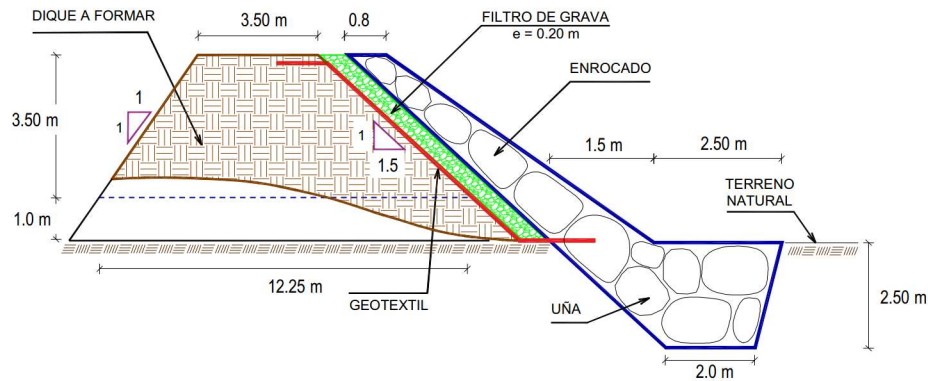 DIQUE A FORMAR
3.50 m
0.8
FILTRO DE GRAVA
e = 0.20 m
ENROCADO
1
1
3.50 m
1
1.5
1.5 m
2.50 m
TERRENO
NATURAL
1.0 m
12.25 m
GEOTEXTIL
UÑA
2.50 m
2.0 m